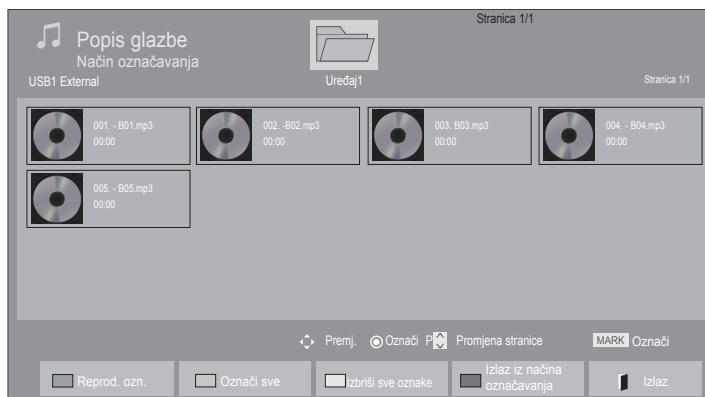 Stranica 1/1
Popis glazbe
Način označavanja
USB1 External
Uređaj1
Stranica 1/1
001. - B01.mp3
00:00
002. -B02.mp3
00:00
003. B03.mp3
00:00
004. - B04.mp3
00:00
005. - B05.mp3
00:00
Premj. Označi P Promjena stranice MARK Označi
Reprod. ozn.
Označi sve
Izbriši sve oznake
Izlaz iz načina
označavanja
Izlaz